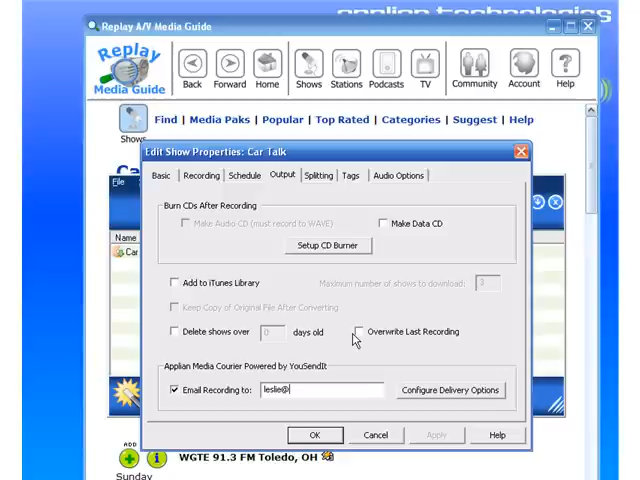 applian technologies
Replay A/V Media Guide
Replay
Media Guide
Back Forward Home Shows Stations Podcasts TV Community Account Help
Find | Media Paks | Popular | Top Rated | Categories | Suggest | Help
Shows
Edit Show Properties: Car Talk
File
Basic Recording Schedule Output Splitting Tags Audio Options
Burn CDs After Recording
Make Audio CD (must record to WAVE) Make Data CD
Setup CD Burner
Name
Car
Add to iTunes Library Maximum number of shows to download: 3
Keep Copy of Original File After Converting
Delete shows over 0 days old Overwrite Last Recording
Applian Media Courier Powered by YouSendIt
Email Recording to: leslie@ Configure Delivery Options
OK Cancel Apply Help
ADD
Sunday
WGTE 91.3 FM Toledo, OH